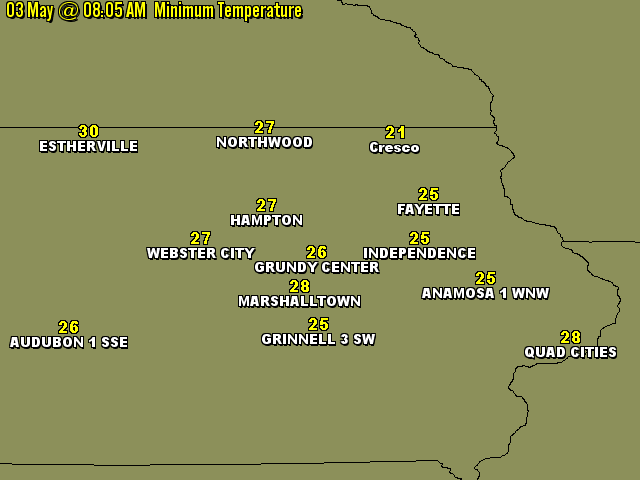 03 May @ 08:05 AM  Minimum Temperature
30
ESTHERVILLE
27
NORTHWOOD
21
Cresco
25
FAYETTE
27
HAMPTON
27
WEBSTER CITY
26
GRUNDY CENTER
25
INDEPENDENCE
25
ANAMOSA 1 WNW
28
MARSHALLTOWN
26
AUDUBON 1 SSE
25
GRINNELL 3 SW
28
QUAD CITIES